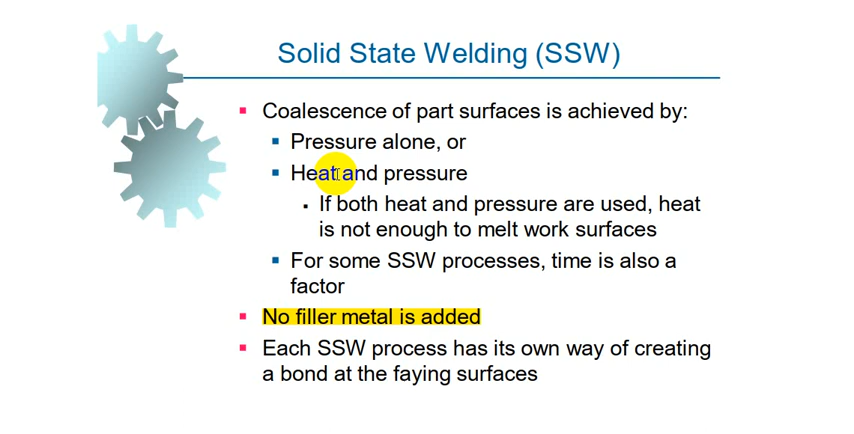 Solid State Welding (SSW)
Coalescence of part surfaces is achieved by:
Pressure alone, or
Heat and pressure
If both heat and pressure are used, heat
is not enough to melt work surfaces
For some SSW processes, time is also a
factor
No filler metal is added
Each SSW process has its own way of creating
a bond at the faying surfaces